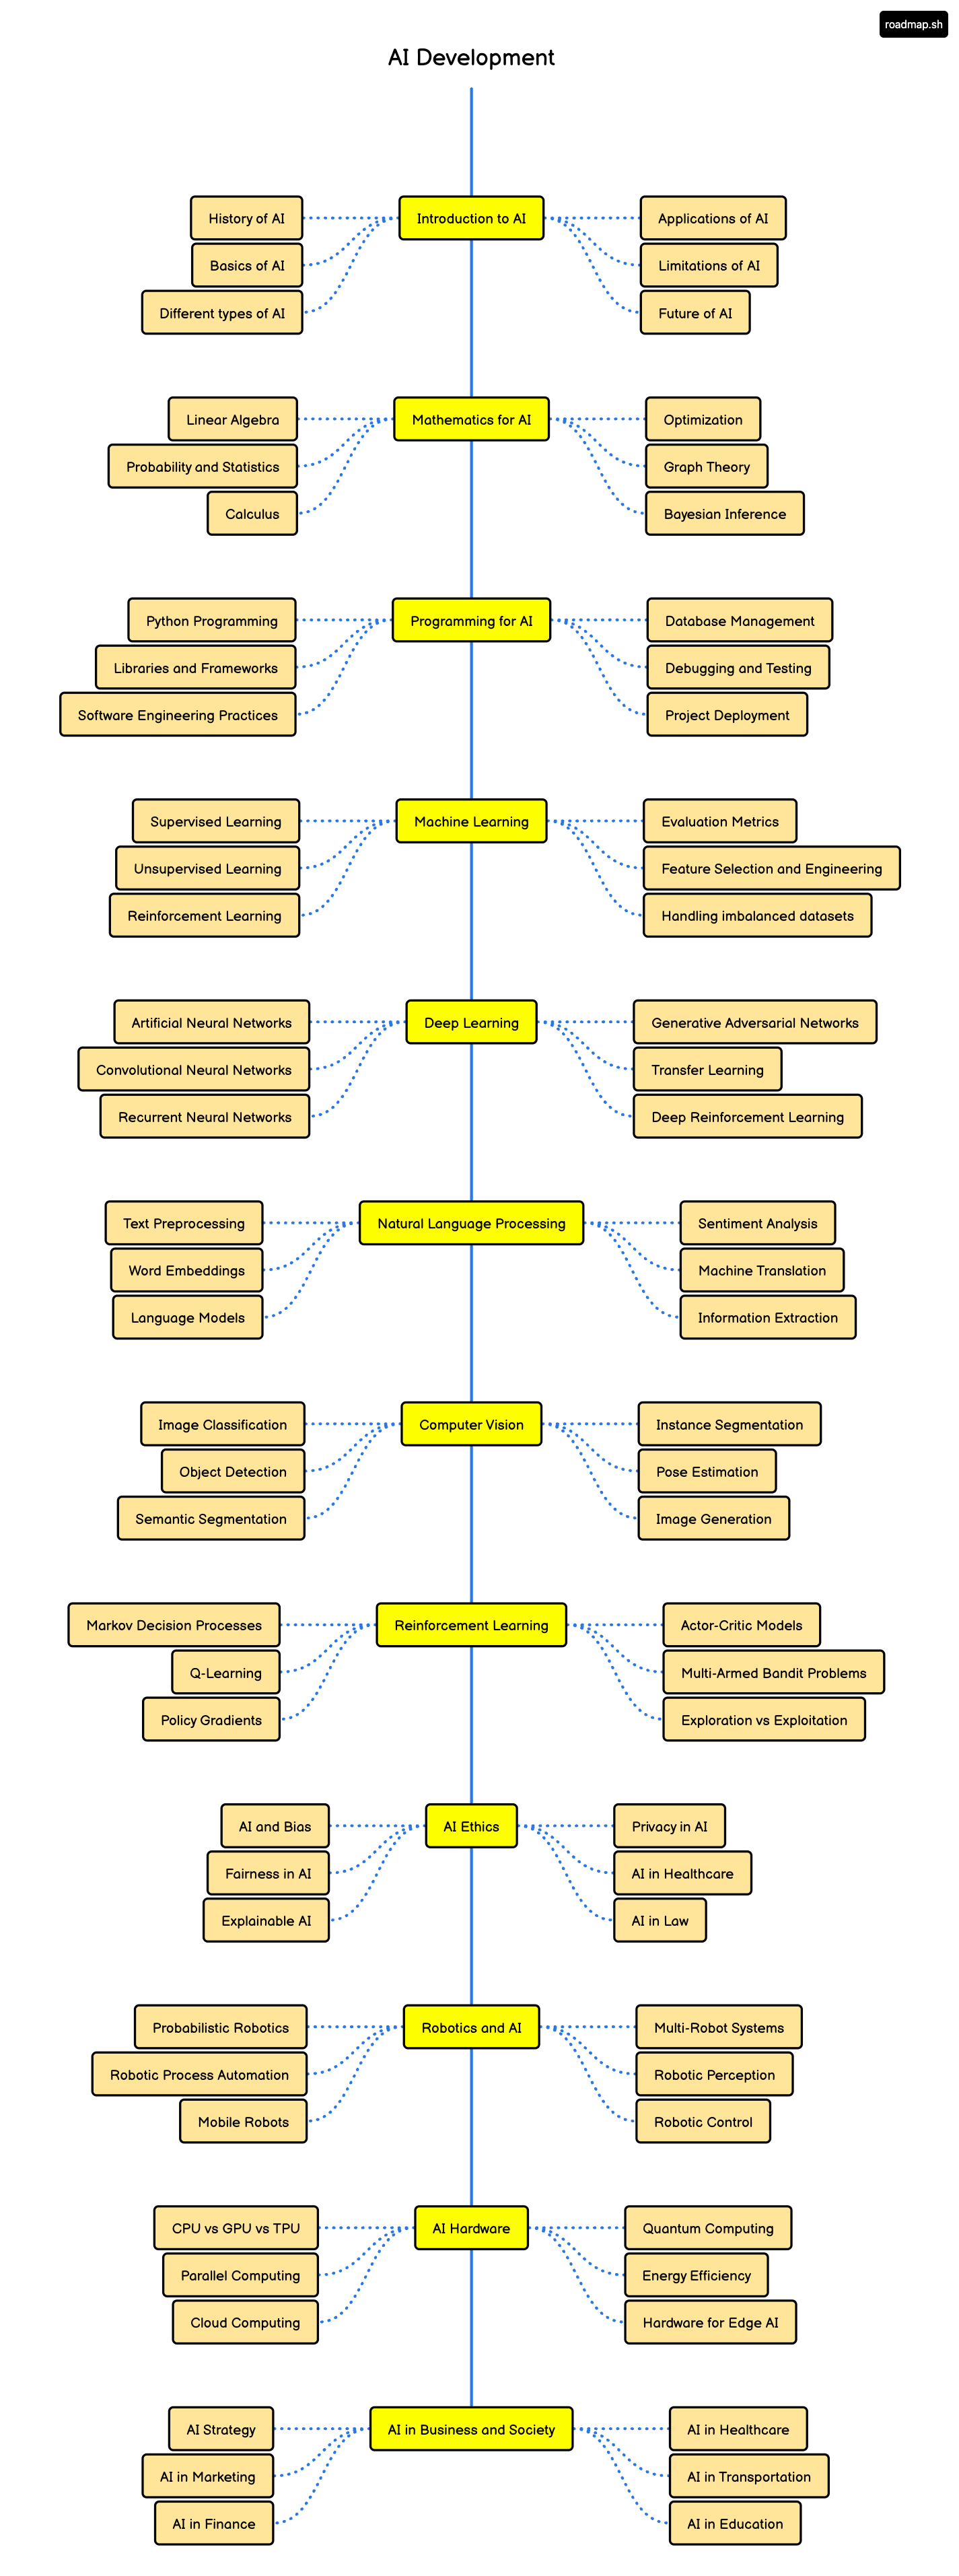 roadmap.sh
AI Development
Introduction to AI
History of AI
Basics of AI
Different types of AI
Applications of AI
Limitations of AI
Future of AI
Mathematics for AI
Linear Algebra
Probability and Statistics
Calculus
Optimization
Graph Theory
Bayesian Inference
Programming for AI
Python Programming
Libraries and Frameworks
Software Engineering Practices
Database Management
Debugging and Testing
Project Deployment
Machine Learning
Supervised Learning
Unsupervised Learning
Reinforcement Learning
Evaluation Metrics
Feature Selection and Engineering
Handling imbalanced datasets
Deep Learning
Artificial Neural Networks
Convolutional Neural Networks
Recurrent Neural Networks
Generative Adversarial Networks
Transfer Learning
Deep Reinforcement Learning
Natural Language Processing
Text Preprocessing
Word Embeddings
Language Models
Sentiment Analysis
Machine Translation
Information Extraction
Computer Vision
Image Classification
Object Detection
Semantic Segmentation
Instance Segmentation
Pose Estimation
Image Generation
Reinforcement Learning
Markov Decision Processes
Q-Learning
Policy Gradients
Actor-Critic Models
Multi-Armed Bandit Problems
Exploration vs Exploitation
AI Ethics
AI and Bias
Fairness in AI
Explainable AI
Privacy in AI
AI in Healthcare
AI in Law
Robotics and AI
Probabilistic Robotics
Robotic Process Automation
Mobile Robots
Multi-Robot Systems
Robotic Perception
Robotic Control
AI Hardware
CPU vs GPU vs TPU
Parallel Computing
Cloud Computing
Quantum Computing
Energy Efficiency
Hardware for Edge AI
AI in Business and Society
AI Strategy
AI in Marketing
AI in Finance
AI in Healthcare
AI in Transportation
AI in Education